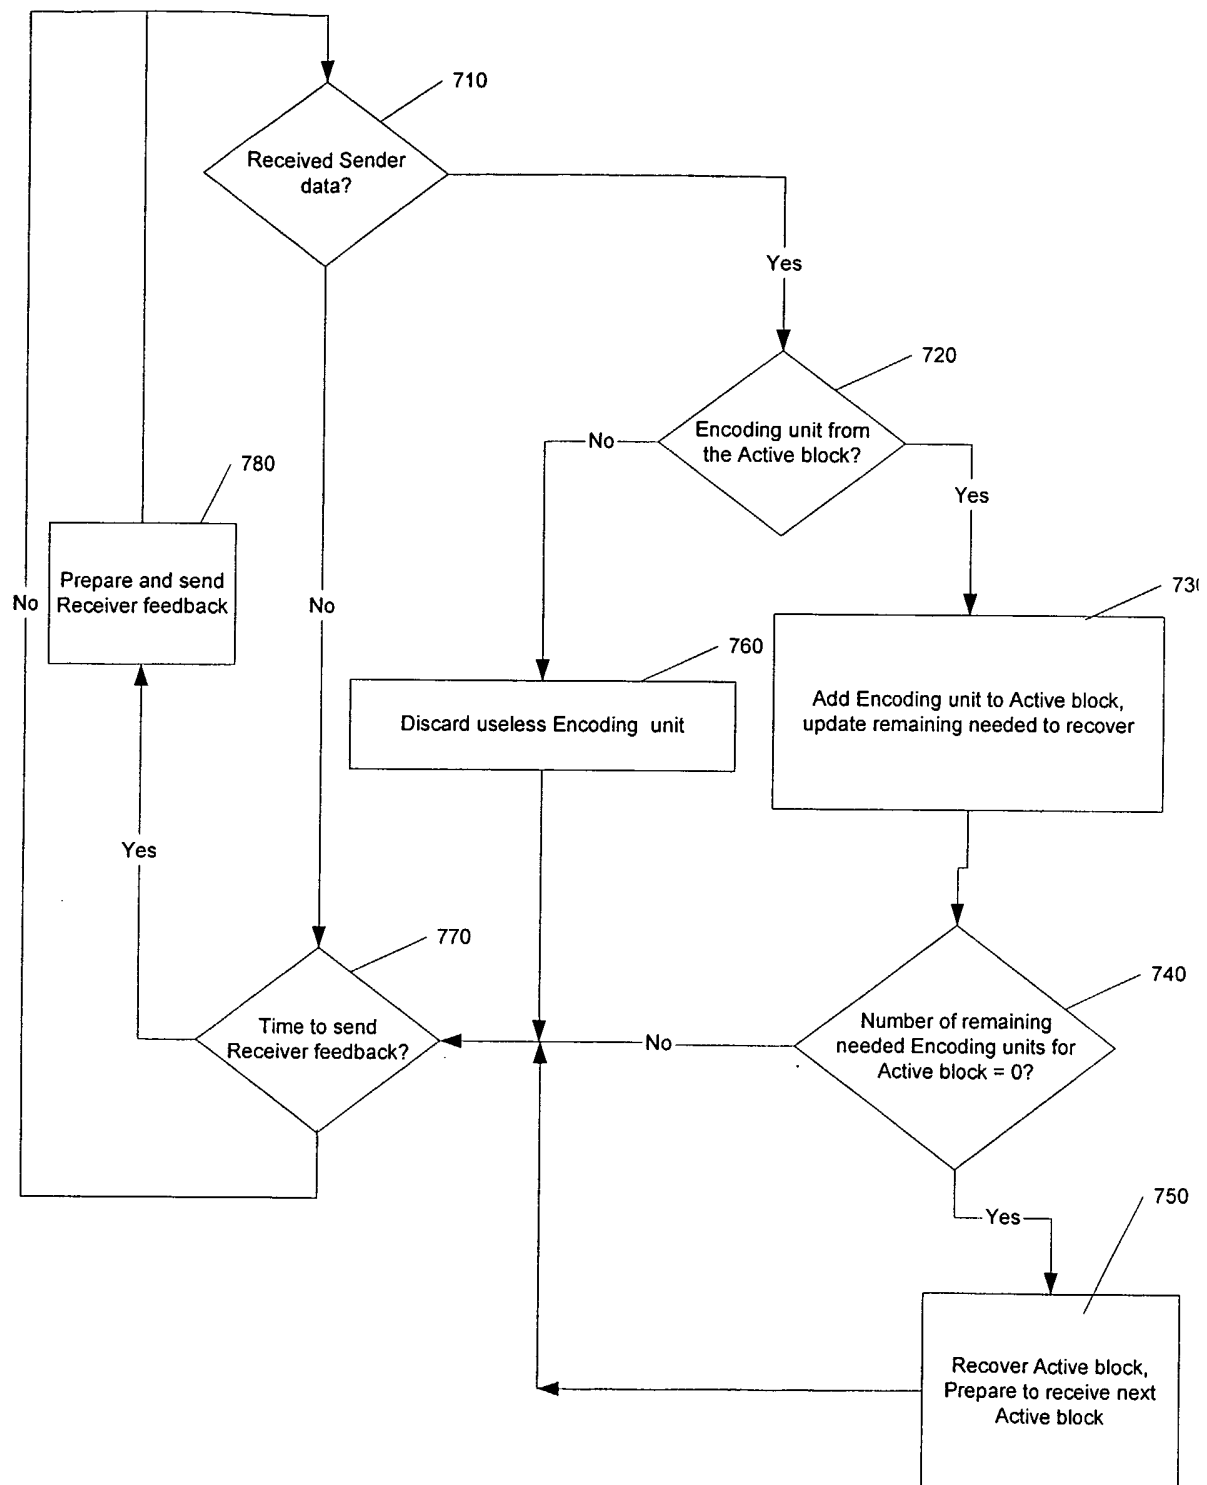 710
Received Sender
data?
Yes
720
Encoding unit from
the Active block?
No
Yes
780
Prepare and send
Receiver feedback
No
No
730
760
Discard useless Encoding unit
Add Encoding unit to Active block,
update remaining needed to recover
Yes
770
Time to send
Receiver feedback?
740
Number of remaining
needed Encoding units for
Active block = 0?
No
750
Yes
Recover Active block,
Prepare to receive next
Active block